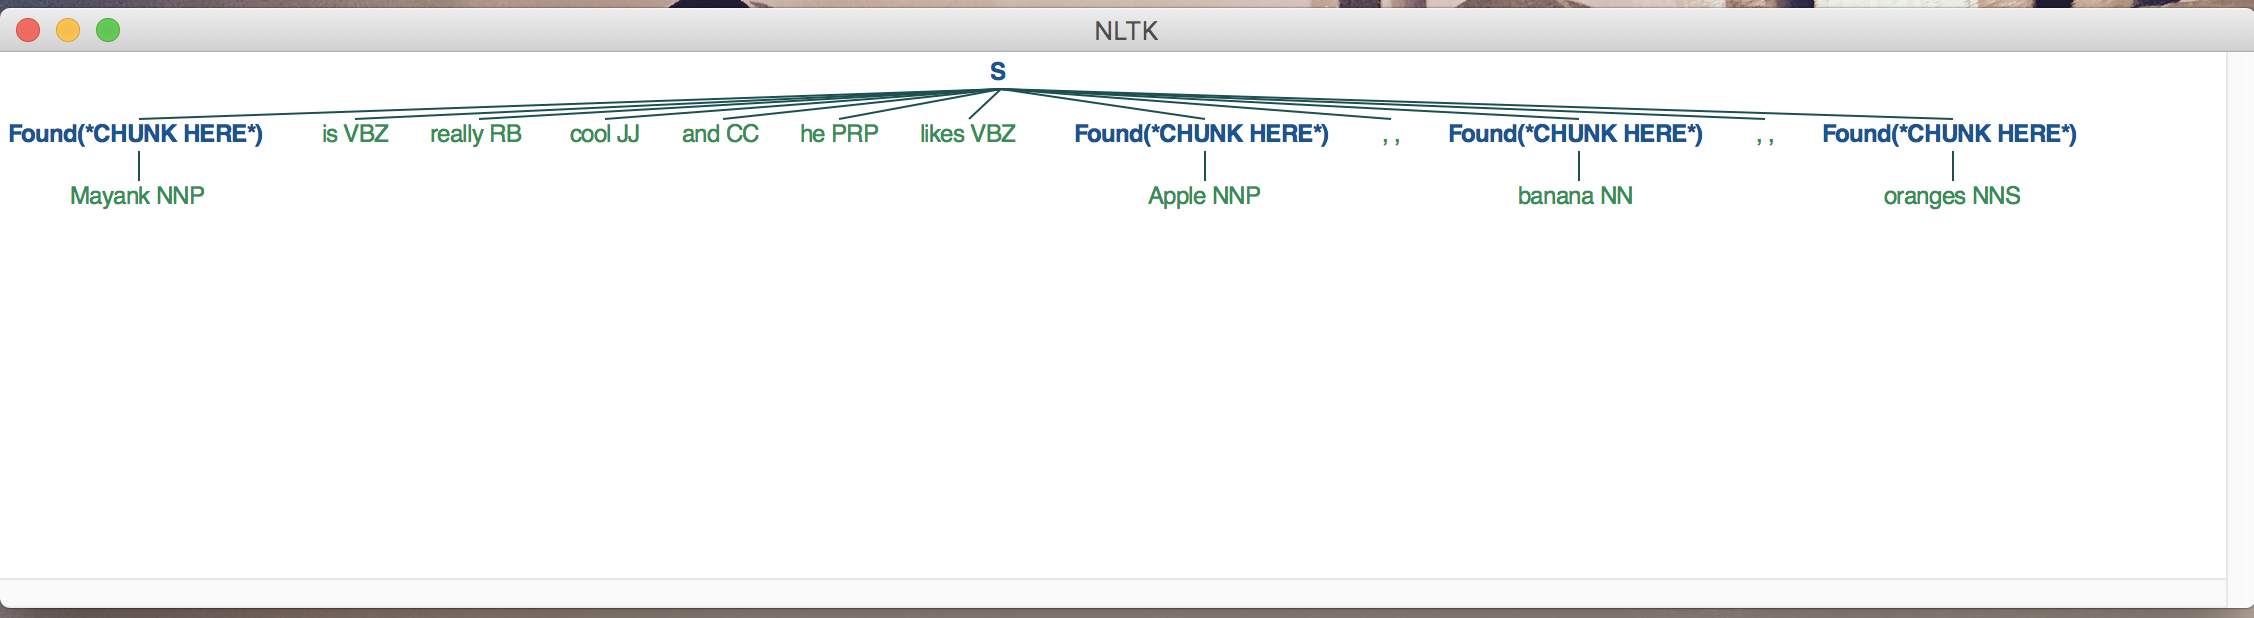 NLTK
S
Found(*CHUNK HERE*) is VBZ really RB cool JJ and CC he PRP likes VBZ Found(*CHUNK HERE*) , , Found(*CHUNK HERE*) , , Found(*CHUNK HERE*)
Mayank NNP Apple NNP banana NN oranges NNS